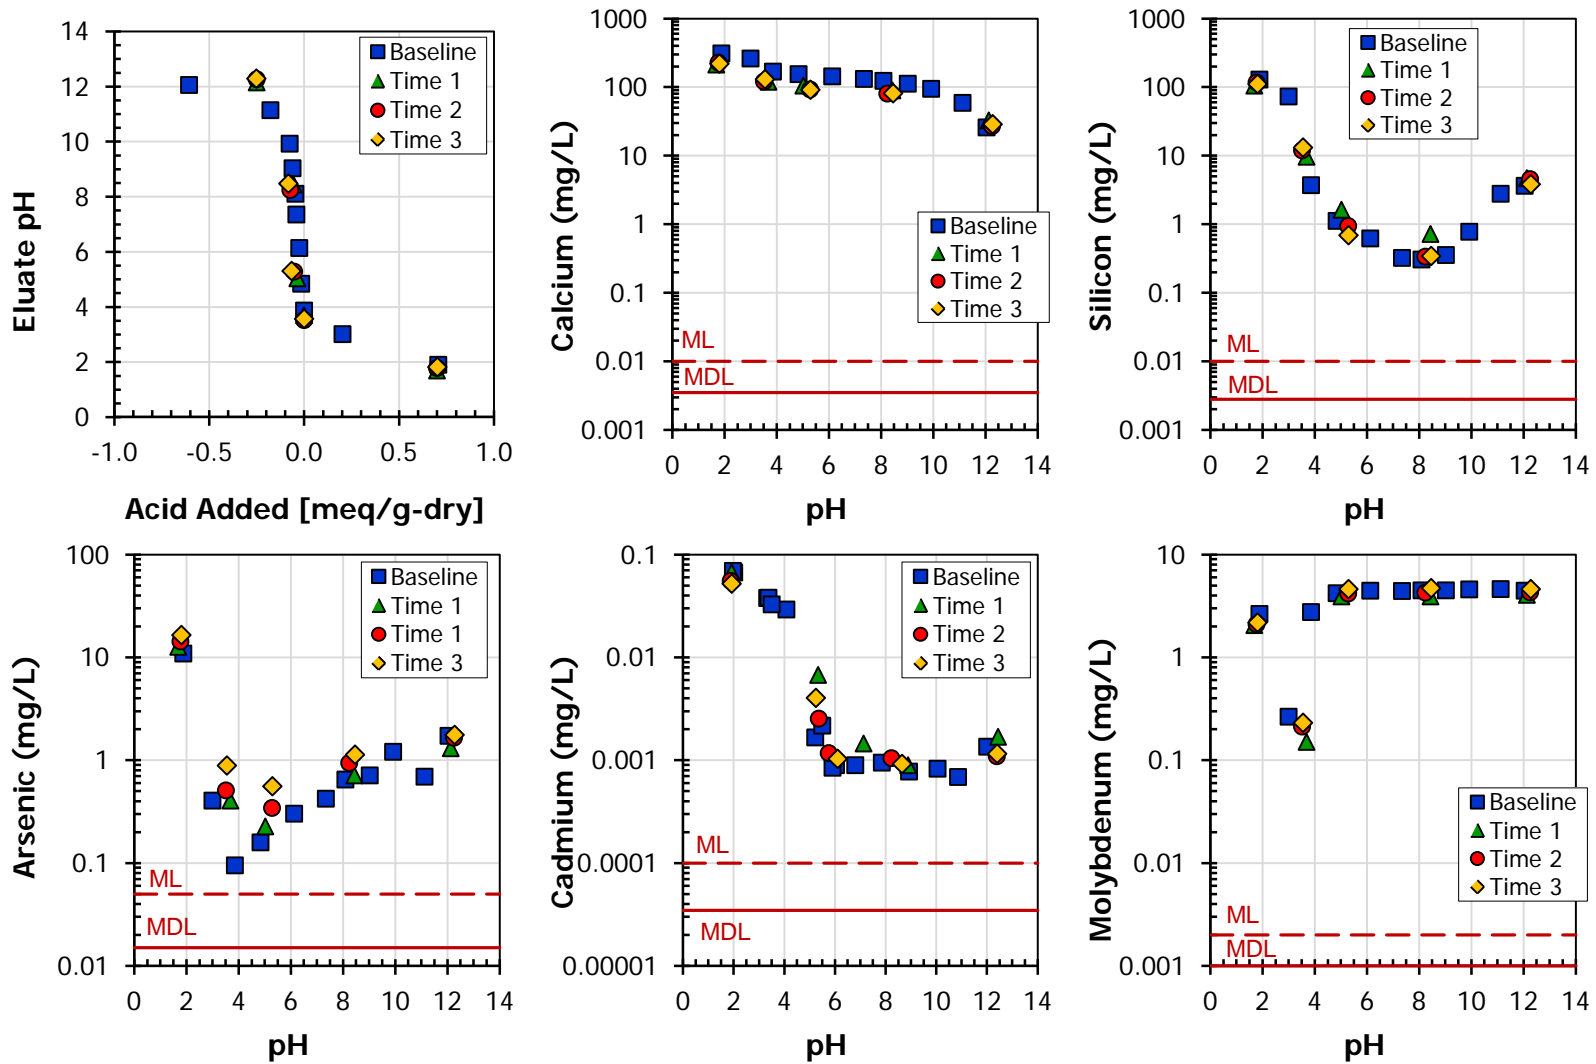 14
12
10
8
6
4
2
0
-1.0 -0.5 0.0 0.5 1.0
Eluate pH
Acid Added [meq/g-dry]
Baseline
Time 1
Time 2
Time 3
1000
100
10
1
0.1
0.01
0.001
0 2 4 6 8 10 12 14
Calcium (mg/L)
pH
Baseline
Time 1
Time 2
Time 3
ML
MDL
1000
100
10
1
0.1
0.01
0.001
0 2 4 6 8 10 12 14
Silicon (mg/L)
pH
Baseline
Time 1
Time 2
Time 3
ML
MDL
100
10
1
0.1
0.01
0 2 4 6 8 10 12 14
Arsenic (mg/L)
pH
Baseline
Time 1
Time 1
Time 3
ML
MDL
0.1
0.01
0.001
0.0001
0.00001
0 2 4 6 8 10 12 14
Cadmium (mg/L)
pH
Baseline
Time 1
Time 2
Time 3
ML
MDL
10
1
0.1
0.01
0.001
0 2 4 6 8 10 12 14
Molybdenum (mg/L)
pH
Baseline
Time 1
Time 2
Time 3
ML
MDL